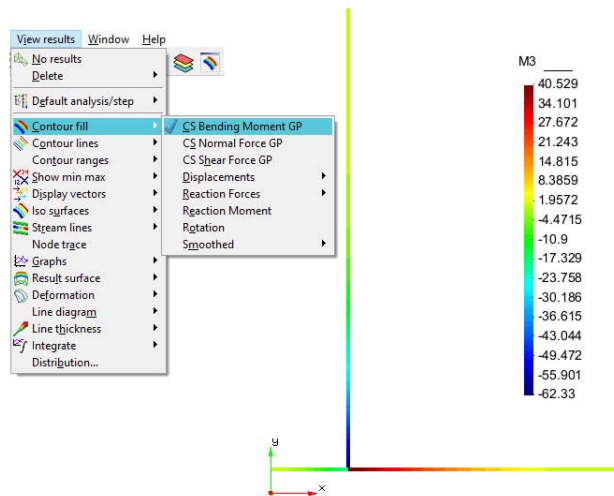 View results Window Help
No results
Delete
Default analysis/step
Contour fill
Contour lines
Contour ranges
Show min max
Display vectors
Iso surfaces
Stream lines
Node trace
Graphs
Result surface
Deformation
Line diagram
Line thickness
Integrate
Distribution...
CS Bending Moment GP
CS Normal Force GP
CS Shear Force GP
Displacements
Reaction Forces
Reaction Moment
Rotation
Smoothed
M3
40.529
34.101
27.672
21.243
14.815
8.3859
1.9572
-4.4715
-10.9
-17.329
-23.758
-30.186
-36.615
-43.044
-49.472
-55.901
-62.33
y
x